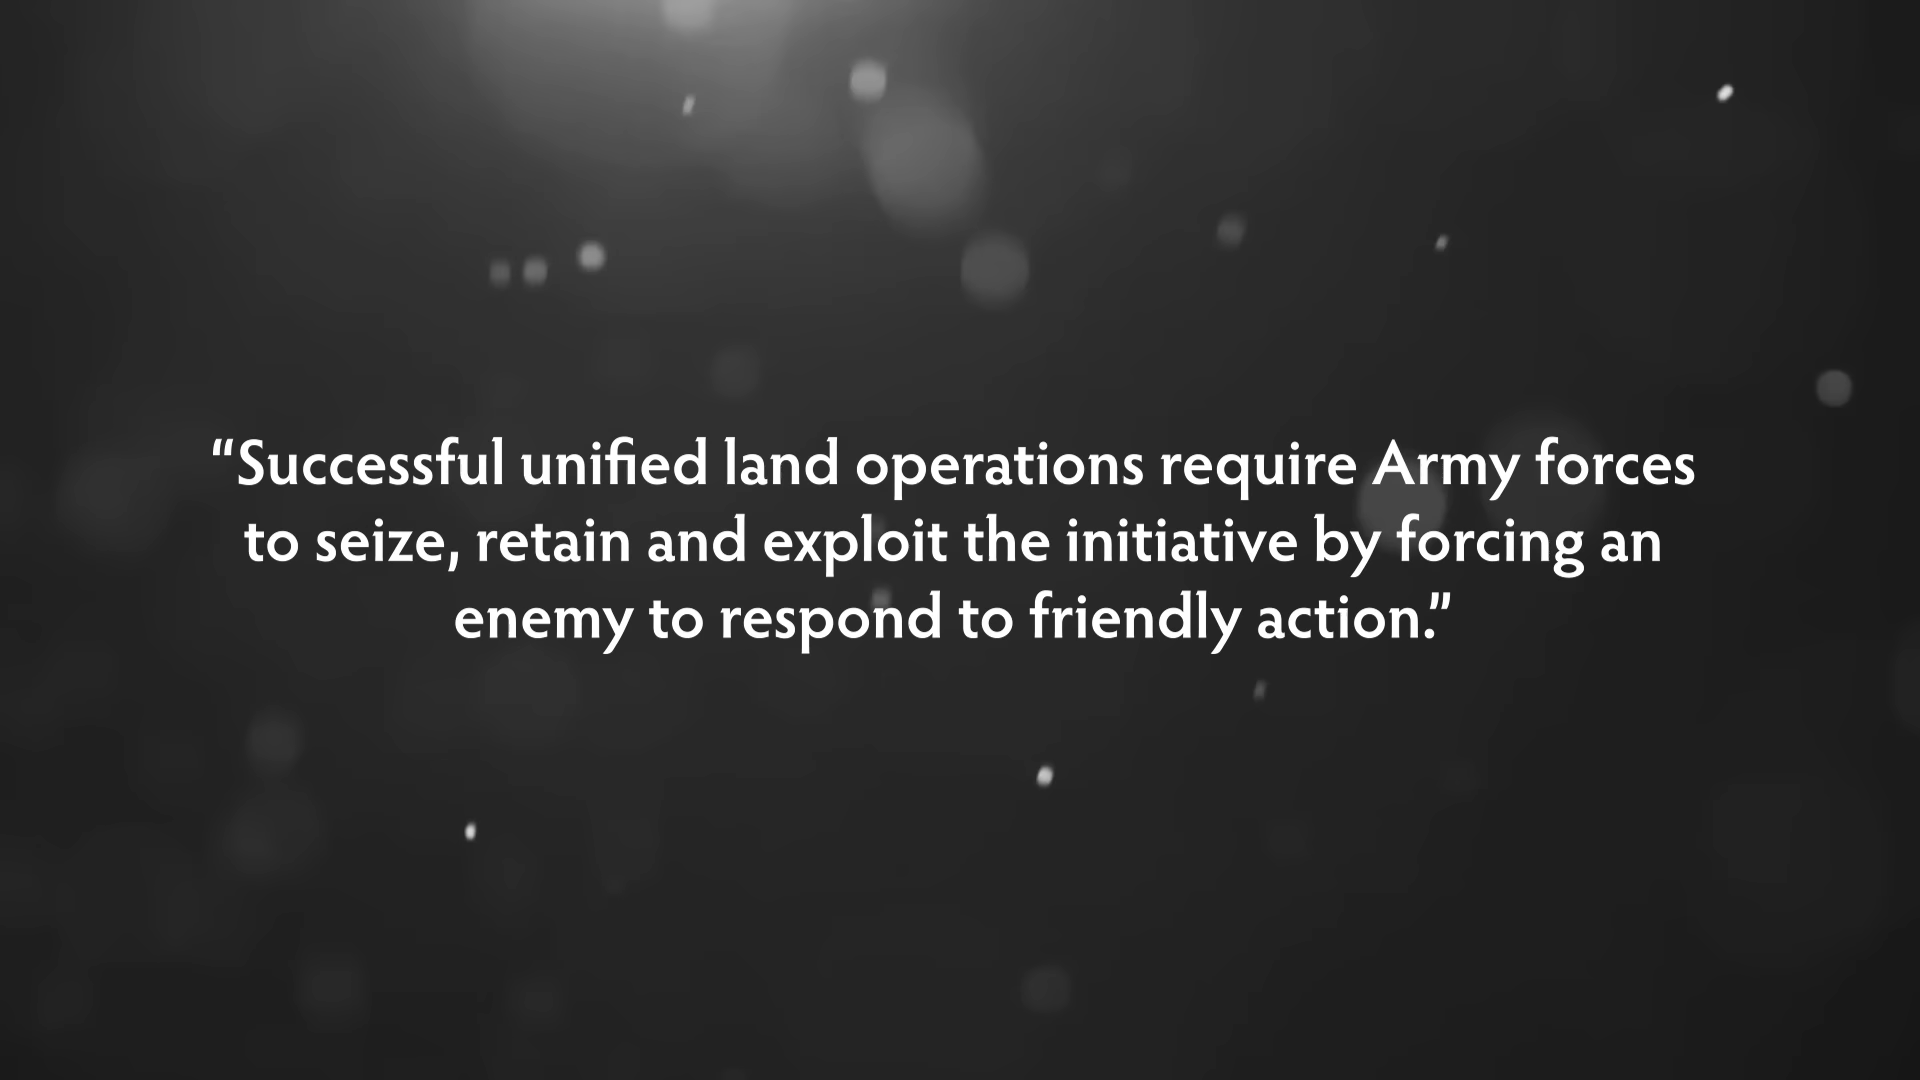 “Successful unified land operations require Army forces
to seize, retain and exploit the initiative by forcing an
enemy to respond to friendly action.”